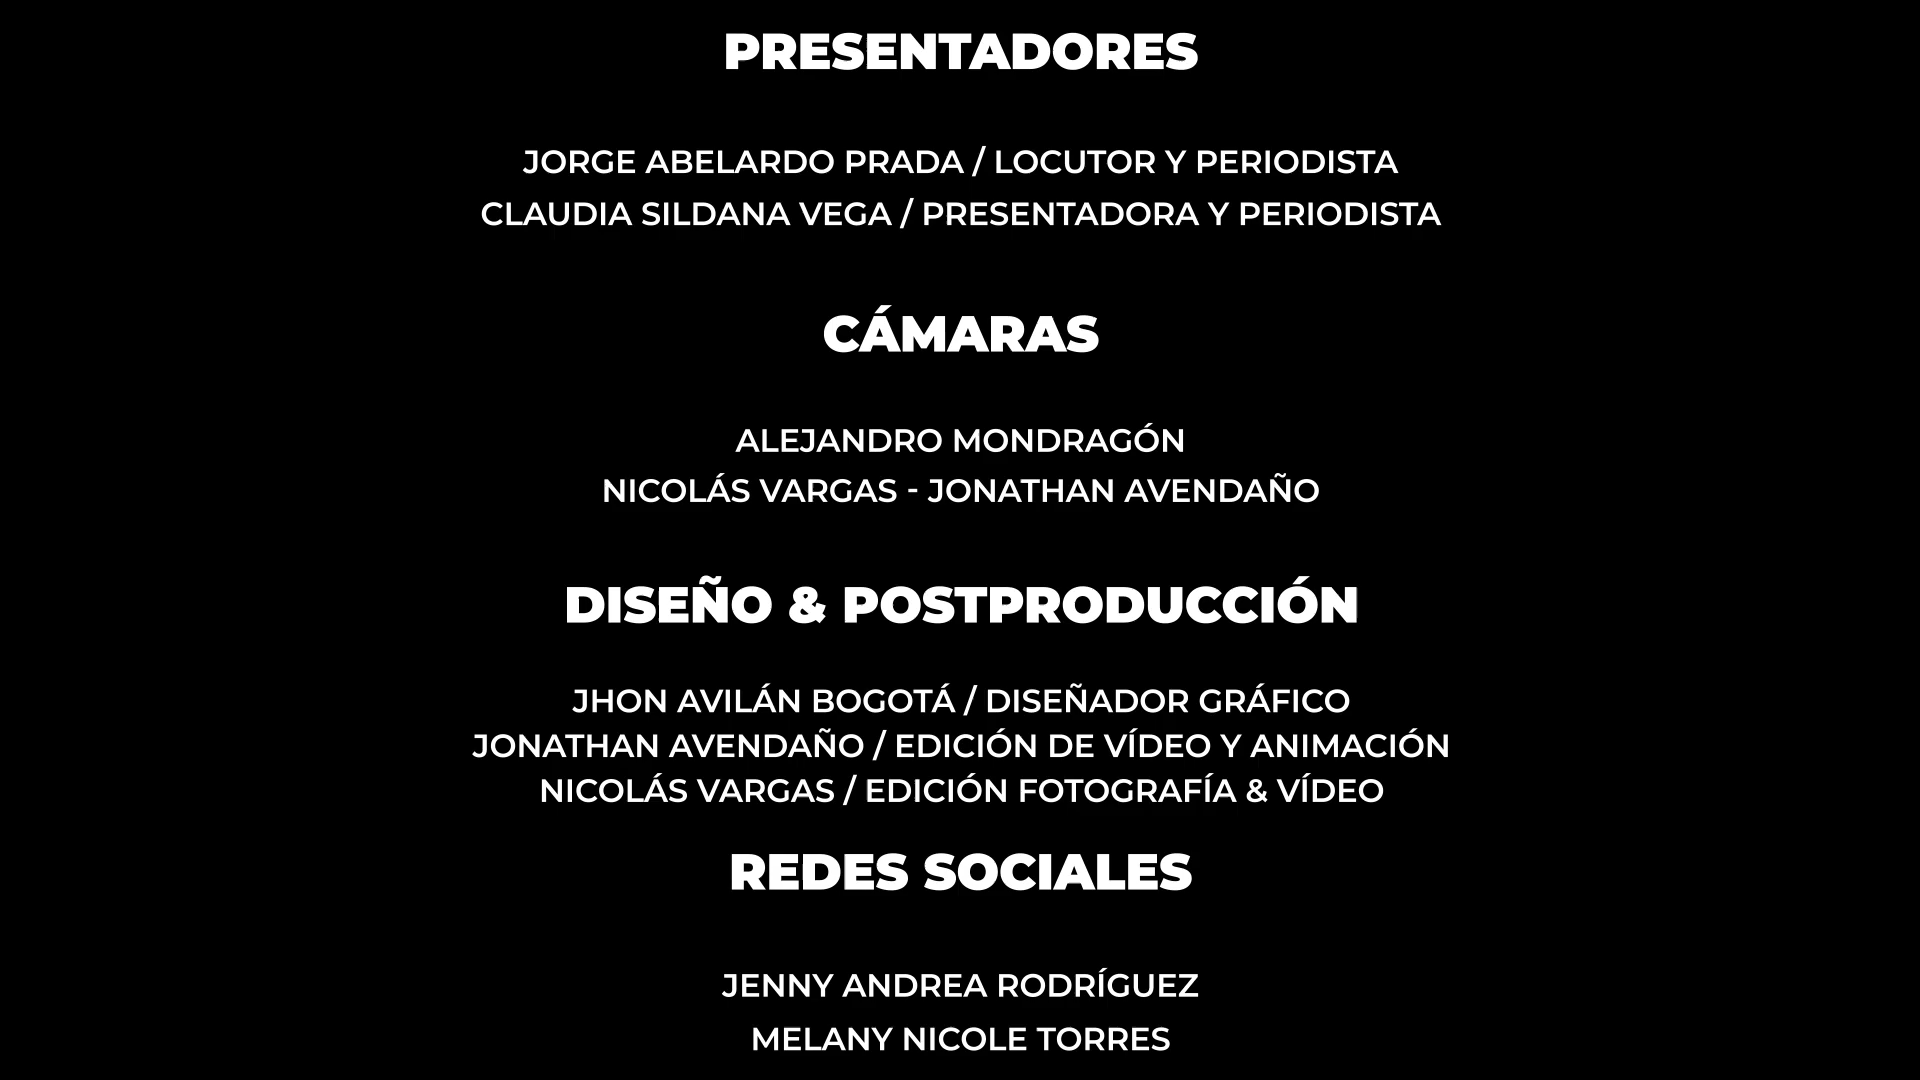 PRESENTADORES
JORGE ABELARDO PRADA / LOCUTOR Y PERIODISTA
CLAUDIA SILDANA VEGA / PRESENTADORA Y PERIODISTA
CÁMARAS
ALEJANDRO MONDRAGÓN
NICOLÁS VARGAS - JONATHAN AVENDAÑO
DISEÑO & POSTPRODUCCIÓN
JHON AVILÁN BOGOTÁ / DISEÑADOR GRÁFICO
JONATHAN AVENDAÑO / EDICIÓN DE VÍDEO Y ANIMACIÓN
NICOLÁS VARGAS / EDICIÓN FOTOGRAFÍA & VÍDEO
REDES SOCIALES
JENNY ANDREA RODRÍGUEZ
MELANY NICOLE TORRES